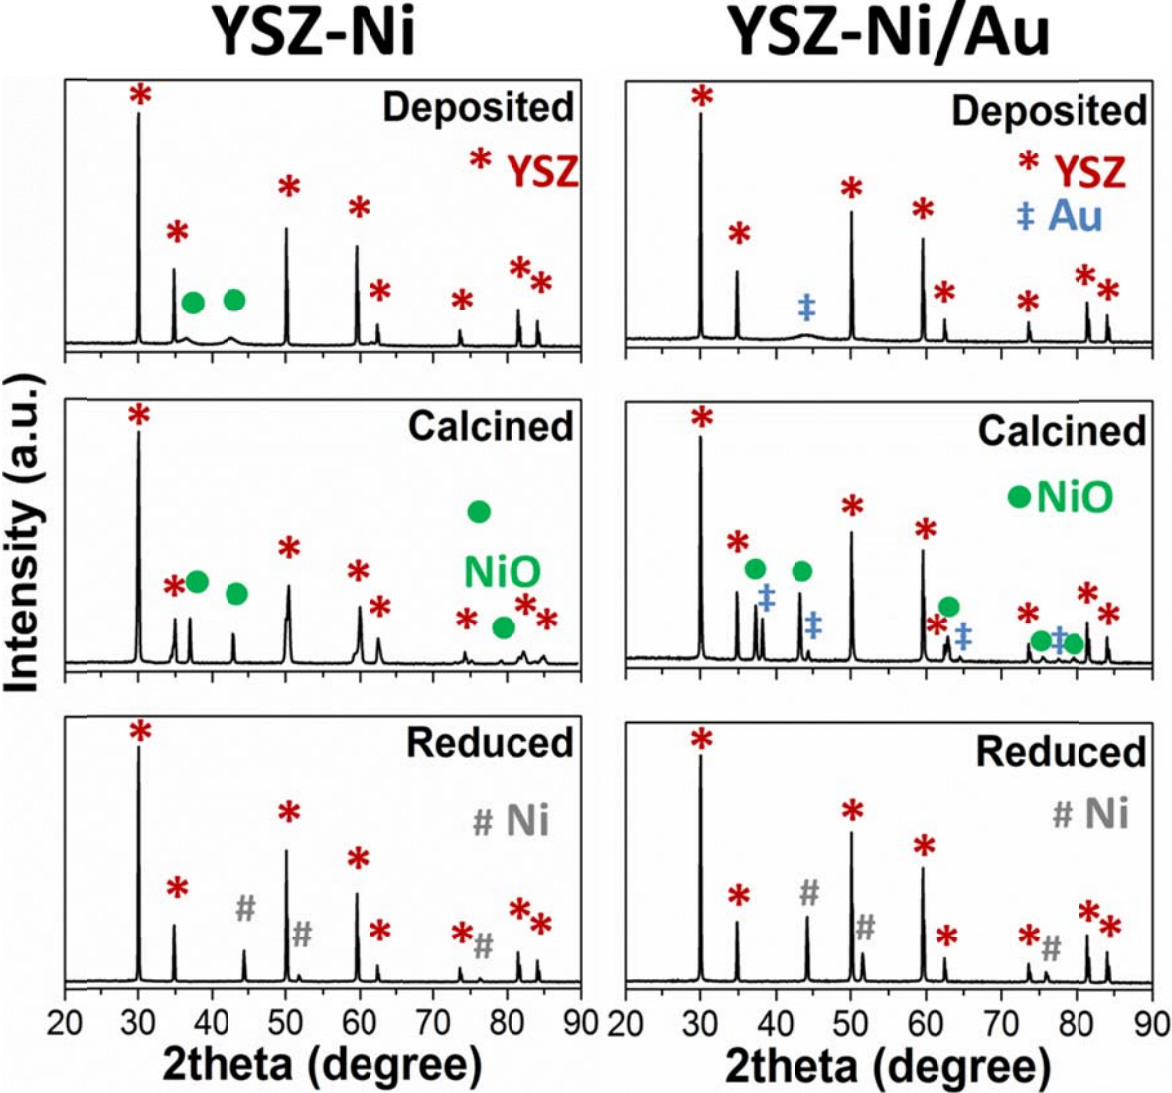 YSZ-Ni
YSZ-Ni/Au
Deposited
* YSZ
Deposited
* YSZ
‡ Au
Intensity (a.u.)
Calcined
NiO
Calcined
NiO
Reduced
# Ni
Reduced
# Ni
20 30 40 50 60 70 80 90
20 30 40 50 60 70 80 90
2theta (degree)
2theta (degree)